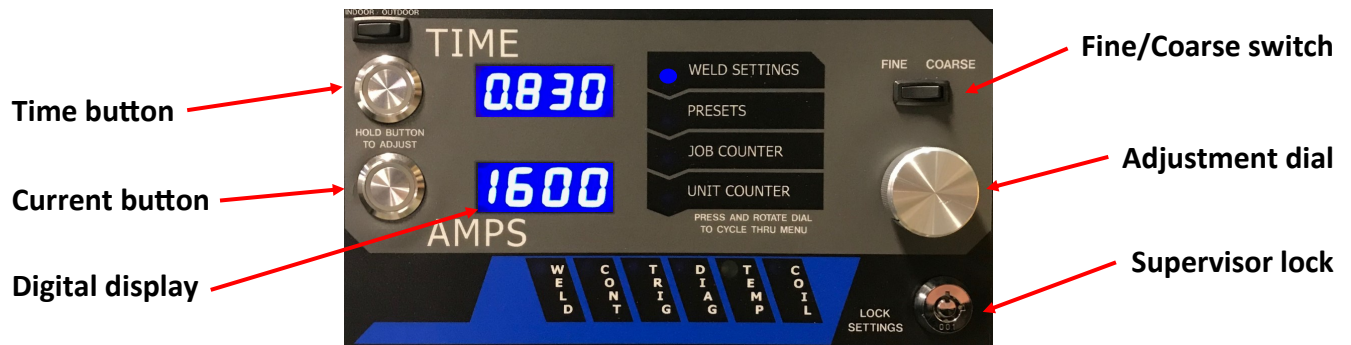 INDOOR / OUTDOOR
TIME
0.830
HOLD BUTTON
TO ADJUST
1600
AMPS
WELD SETTINGS
PRESETS
JOB COUNTER
UNIT COUNTER
PRESS AND ROTATE DIAL
TO CYCLE THRU MENU
FINE COARSE
WELD
CONT
TRIG
DIAG
TEMP
COIL
LOCK
SETTINGS
001
Time button
Current button
Digital display
Fine/Coarse switch
Adjustment dial
Supervisor lock